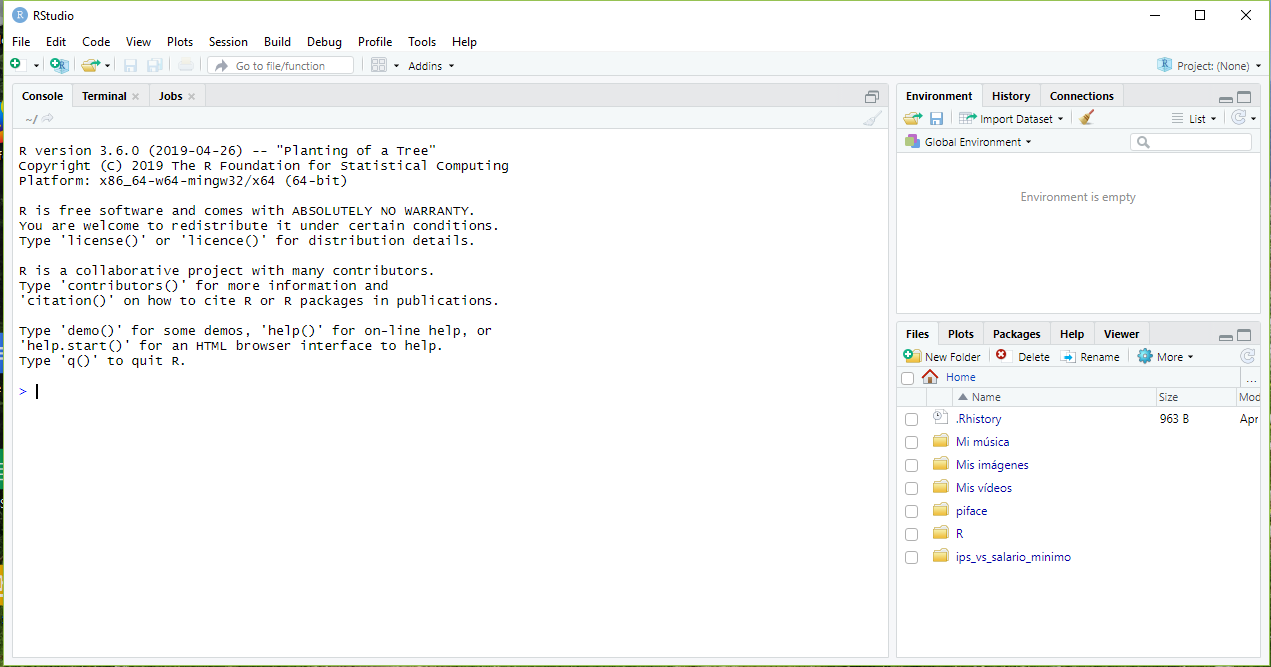 RStudio
File Edit Code View Plots Session Build Debug Profile Tools Help
Go to file/function Addins Project: (None)
Console Terminal Jobs
~/
R version 3.6.0 (2019-04-26) -- "Planting of a Tree"
Copyright (C) 2019 The R Foundation for Statistical Computing
Platform: x86_64-w64-mingw32/x64 (64-bit)
R is free software and comes with ABSOLUTELY NO WARRANTY.
You are welcome to redistribute it under certain conditions.
Type 'license()' or 'licence()' for distribution details.
R is a collaborative project with many contributors.
Type 'contributors()' for more information and
'citation()' on how to cite R or R packages in publications.
Type 'demo()' for some demos, 'help()' for on-line help, or
'help.start()' for an HTML browser interface to help.
Type 'q()' to quit R.
>
Environment History Connections
Import Dataset List
Global Environment
Environment is empty
Files Plots Packages Help Viewer
New Folder Delete Rename More
Home ...
Name Size Mod
.Rhistory 963 B Apr
Mi música
Mis imágenes
Mis vídeos
piface
R
ips_vs_salario_minimo